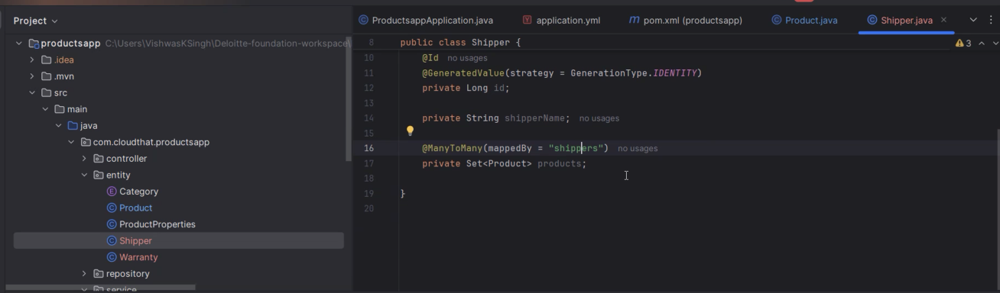 Project
productsapp C:\Users\VishwasKSingh\Deloitte-foundation-workspace\
.idea
.mvn
src
main
java
com.cloudthat.productsapp
controller
entity
E Category
C Product
C ProductProperties
C Shipper
C Warranty
repository
service
C ProductsappApplication.java
Y application.yml
m pom.xml (productsapp)
C Product.java
C Shipper.java
3
8 public class Shipper {
10 @Id no usages
11 @GeneratedValue(strategy = GenerationType.IDENTITY)
12 private Long id;
13
14 private String shipperName; no usages
15
16 @ManyToMany(mappedBy = "shippers") no usages
17 private Set<Product> products;
18
19 }
20